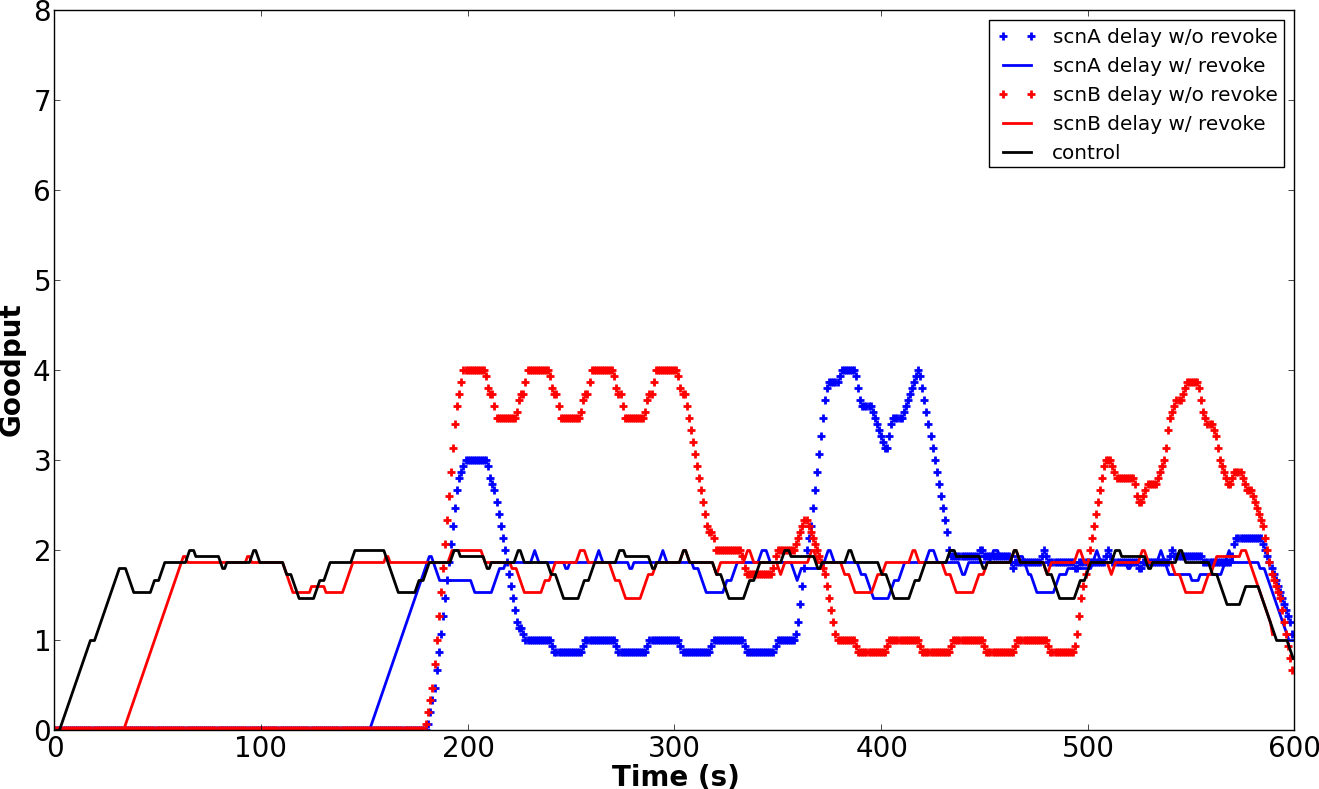 8
7
6
5
4
3
2
1
0
Goodput
scnA delay w/o revoke
scnA delay w/ revoke
scnB delay w/o revoke
scnB delay w/ revoke
control
0 100 200 300 400 500 600
Time (s)